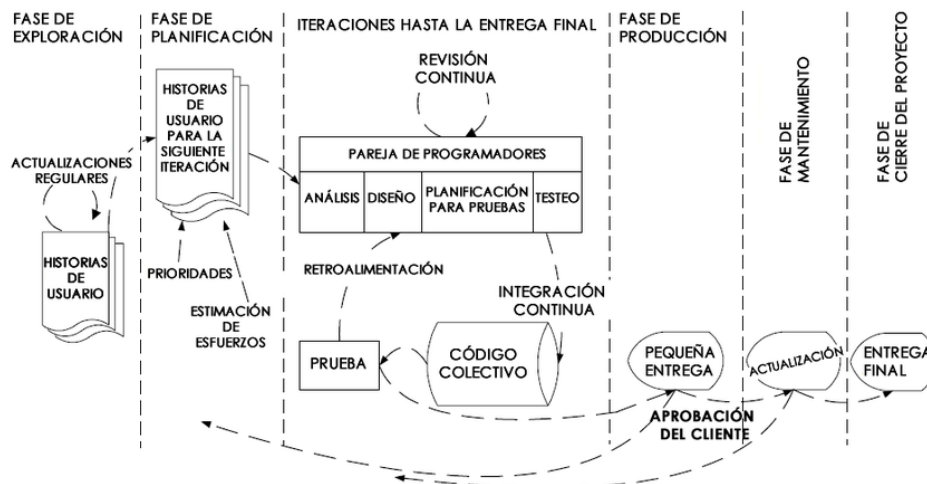 FASE DE
EXPLORACIÓN
FASE DE
PLANIFICACIÓN
ITERACIONES HASTA LA ENTREGA FINAL
FASE DE
PRODUCCIÓN
FASE DE
MANTENIMIENTO
FASE DE
CIERRE DEL PROYECTO
ACTUALIZACIONES
REGULARES
HISTORIAS DE
USUARIO
HISTORIAS
DE
USUARIO
PARA LA
SIGUIENTE
ITERACIÓN
PRIORIDADES
ESTIMACIÓN
DE
ESFUERZOS
REVISIÓN
CONTINUA
PAREJA DE PROGRAMADORES
ANÁLISIS
DISEÑO
PLANIFICACIÓN
PARA PRUEBAS
TESTEO
RETROALIMENTACIÓN
INTEGRACIÓN
CONTINUA
PRUEBA
CÓDIGO
COLECTIVO
PEQUEÑA
ENTREGA
ACTUALIZACIÓN
ENTREGA
FINAL
APROBACIÓN
DEL CLIENTE